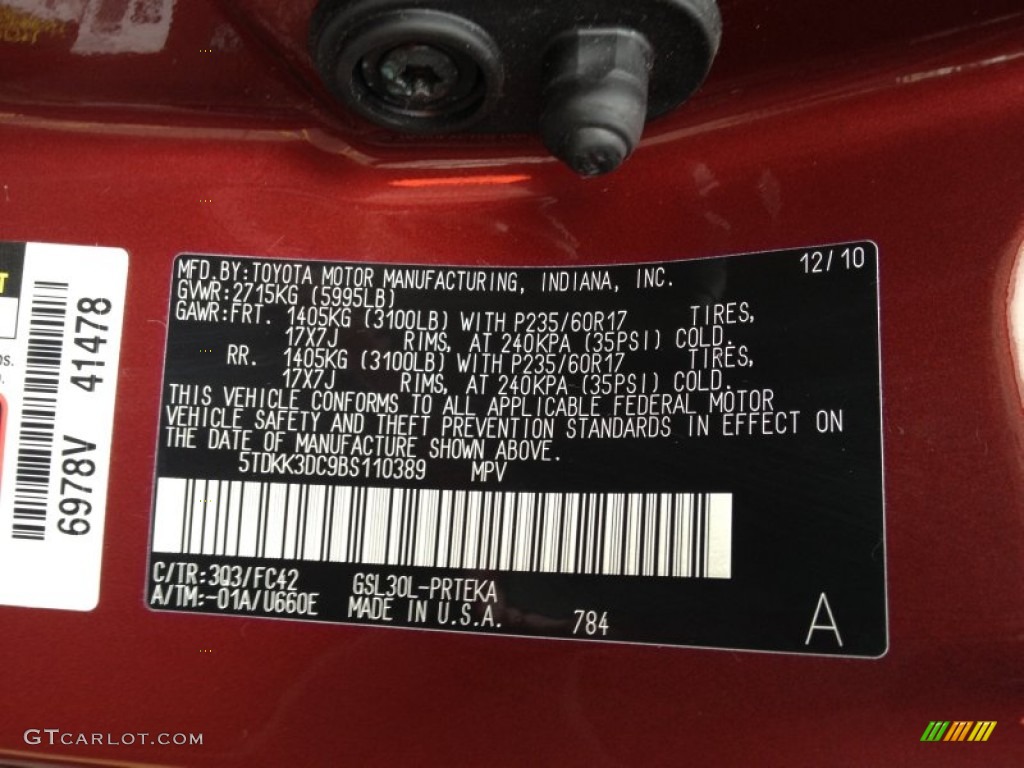 MFD.BY:TOYOTA MOTOR MANUFACTURING, INDIANA, INC. 12/10
GVWR:2715KG (5995LB)
GAWR:FRT. 1405KG (3100LB) WITH P235/60R17 TIRES,
17X7J RIMS, AT 240KPA (35PSI) COLD.
RR. 1405KG (3100LB) WITH P235/60R17 TIRES,
17X7J RIMS, AT 240KPA (35PSI) COLD.
THIS VEHICLE CONFORMS TO ALL APPLICABLE FEDERAL MOTOR
VEHICLE SAFETY AND THEFT PREVENTION STANDARDS IN EFFECT ON
THE DATE OF MANUFACTURE SHOWN ABOVE.
5TDKK3DC9BS110389 MPV
C/TR:3Q3/FC42 GSL30L-PRTEKA
A/TM:-01A/U660E MADE IN U.S.A. 784 A
6978V 41478
GTCARLOT.COM